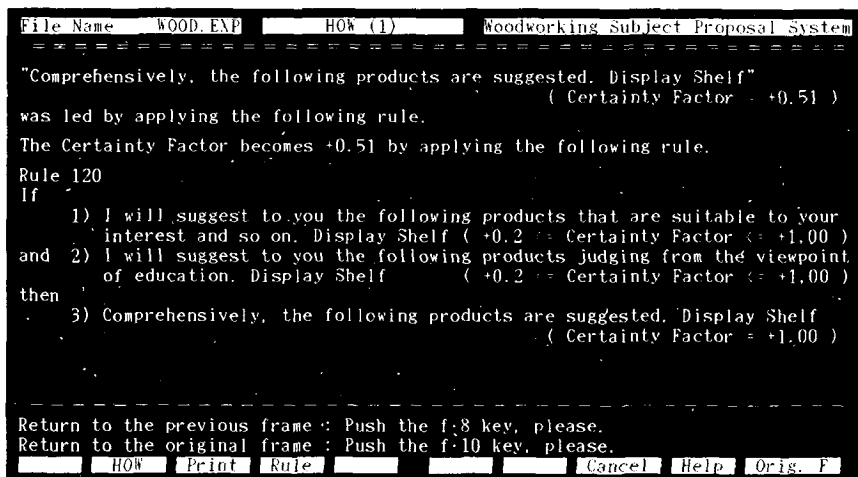 File Name WOOD.EXP HOW (1) Woodworking Subject Proposal System
"Comprehensively, the following products are suggested. Display Shelf"
( Certainty Factor = +0.51 )
was led by applying the following rule.
The Certainty Factor becomes +0.51 by applying the following rule.
Rule 120
If
1) I will suggest to you the following products that are suitable to your
interest and so on. Display Shelf ( +0.2 <= Certainty Factor <= +1.00 )
and 2) I will suggest to you the following products judging from the viewpoint
of education. Display Shelf ( +0.2 <= Certainty Factor <= +1.00 )
then
3) Comprehensively, the following products are suggested. Display Shelf
( Certainty Factor = +1.00 )
Return to the previous frame : Push the f·8 key, please.
Return to the original frame : Push the f·10 key, please.
HOW Print Rule Cancel Help Orig. F